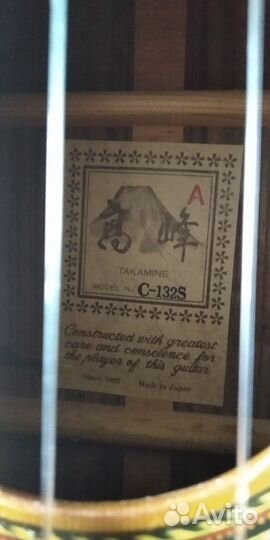 A
高峰
TAKAMINE
MODEL No. C-132S
Constructed with greatest
care and conscience for
the player of this guitar
Since 1962 Made in Japan
Avito